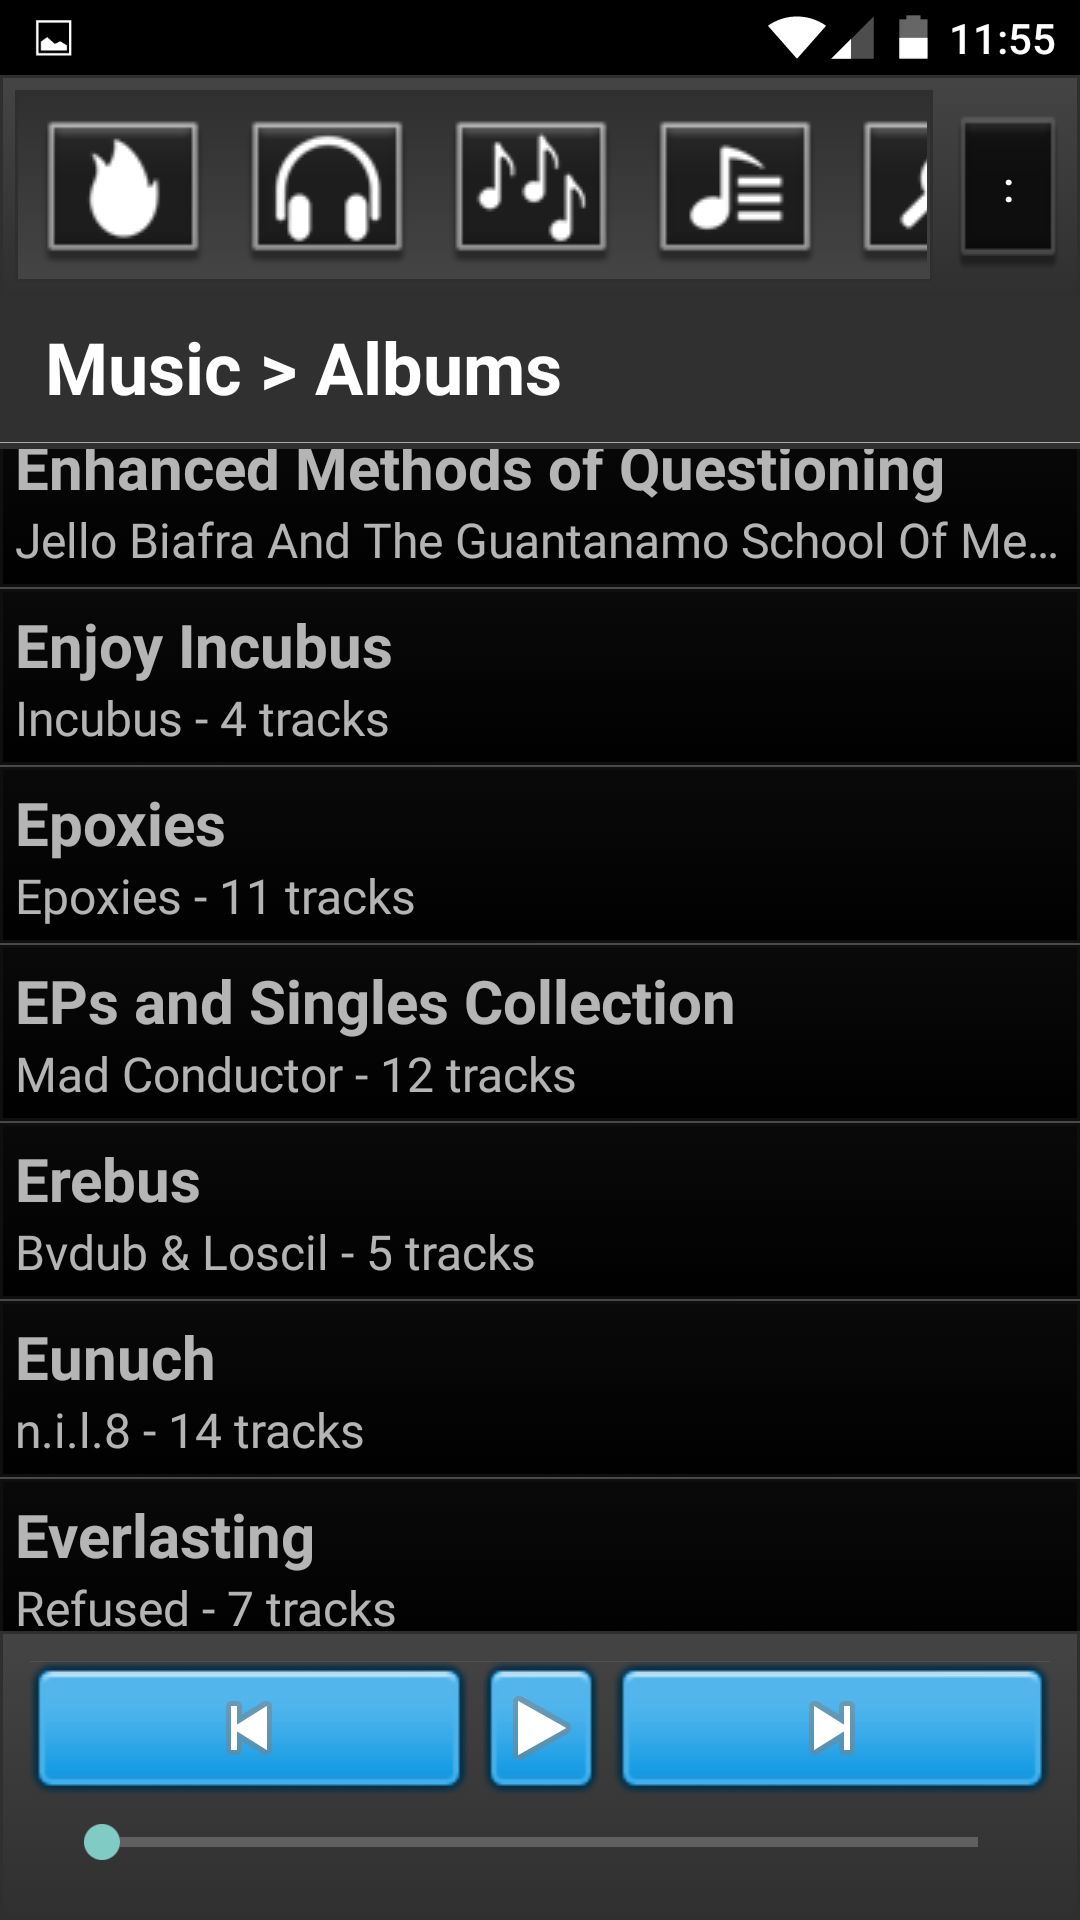 11:55
:
Music > Albums
Enhanced Methods of Questioning
Jello Biafra And The Guantanamo School Of Me...
Enjoy Incubus
Incubus - 4 tracks
Epoxies
Epoxies - 11 tracks
EPs and Singles Collection
Mad Conductor - 12 tracks
Erebus
Bvdub & Loscil - 5 tracks
Eunuch
n.i.l.8 - 14 tracks
Everlasting
Refused - 7 tracks